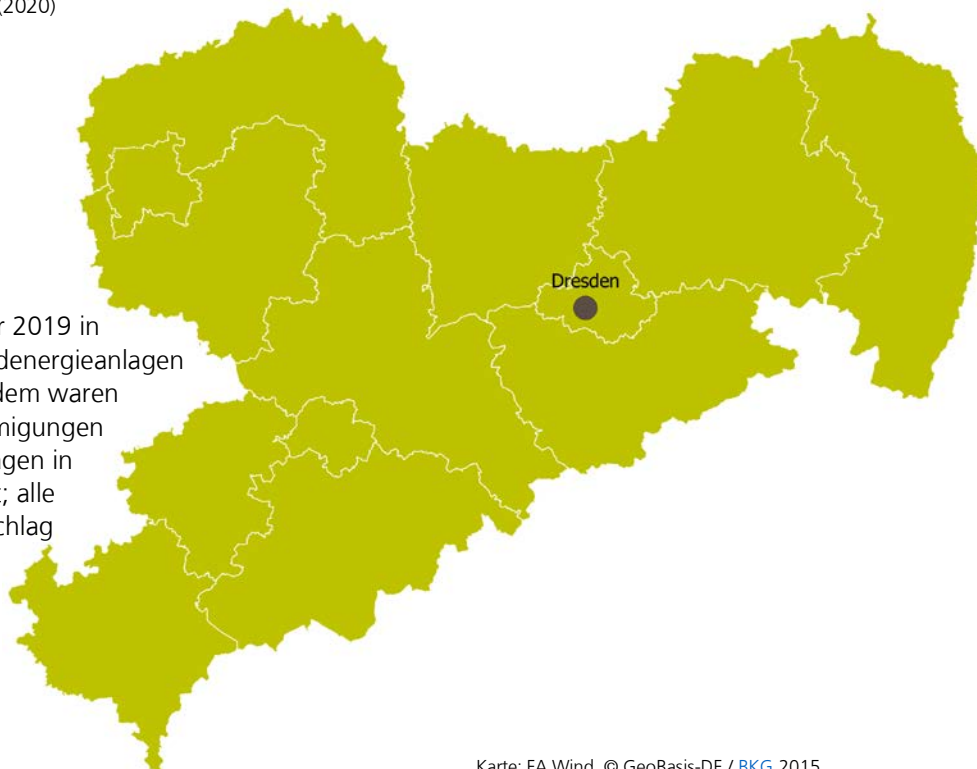 (2020)
Dresden
r 2019 in
denergieanlagen
dem waren
migungen
gen in
; alle
chlag
Karte: FA Wind, © GeoBasis-DE / BKG 2015